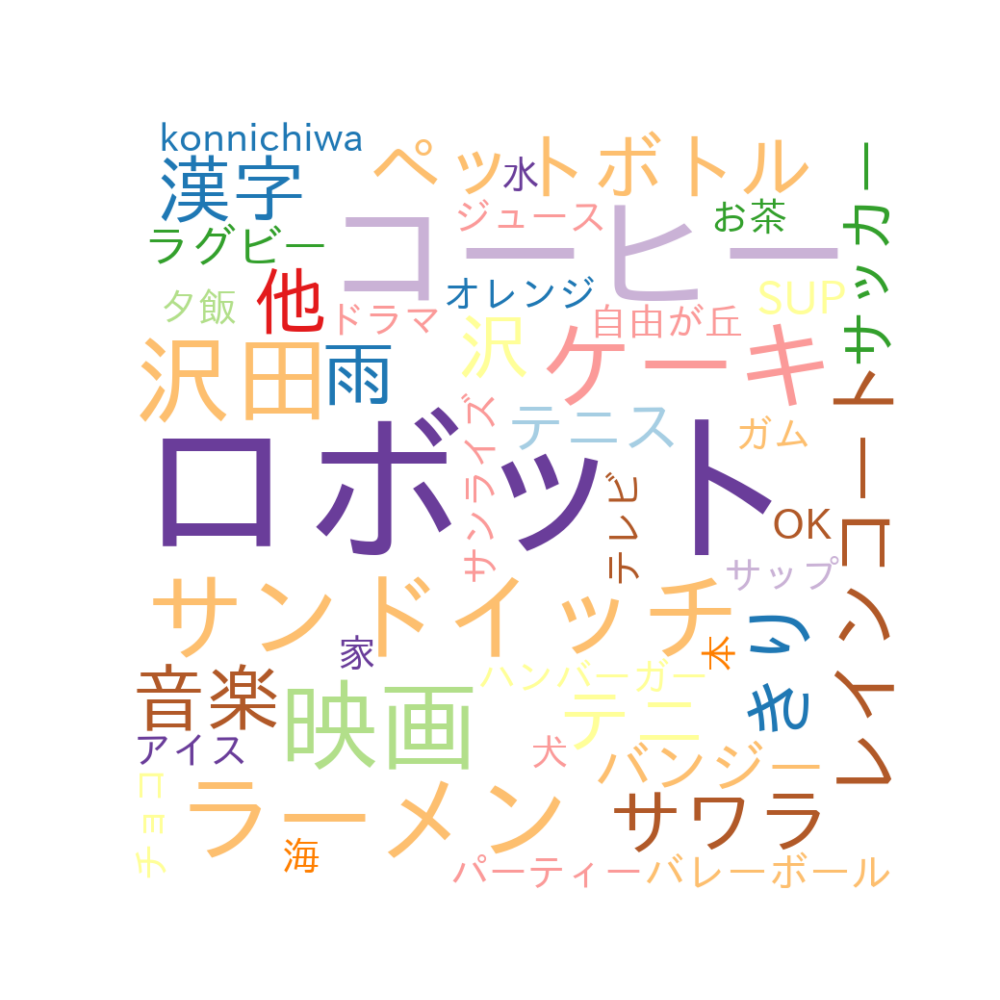 konnichiwa
漢字
ペットボトル
水
ジュース
お茶
サッカー
コーヒー
ラグビー
夕飯
他
オレンジ
ドラマ
SUP
自由が丘
沢
ケーキ
沢田
雨
レインコート
サンライズ
テニス
ガム
ロボット
テレビ
OK
サップ
サンドイッチ
きり
家
本
音楽
映画
ハンバーガー
テニ
アイス
犬
バンジー
チョコ
ラーメン
サワラ
海
パーティー
バレーボール